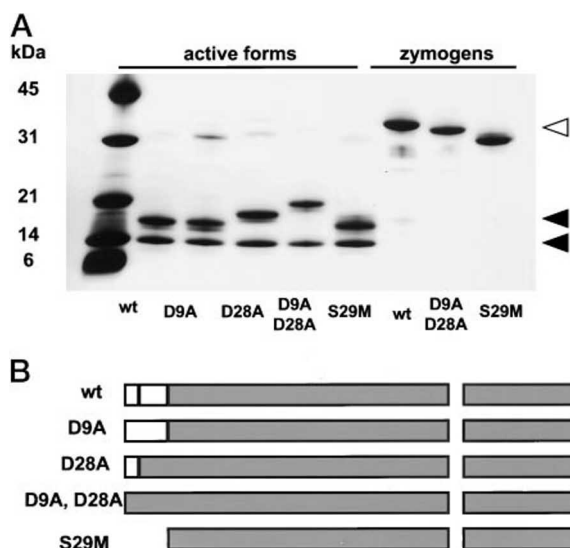 A
kDa
active forms
zymogens
45
31
21
14
6
wt
D9A
D28A
D9A
D28A
S29M
wt
D9A
D28A
S29M
B
wt
D9A
D28A
D9A, D28A
S29M